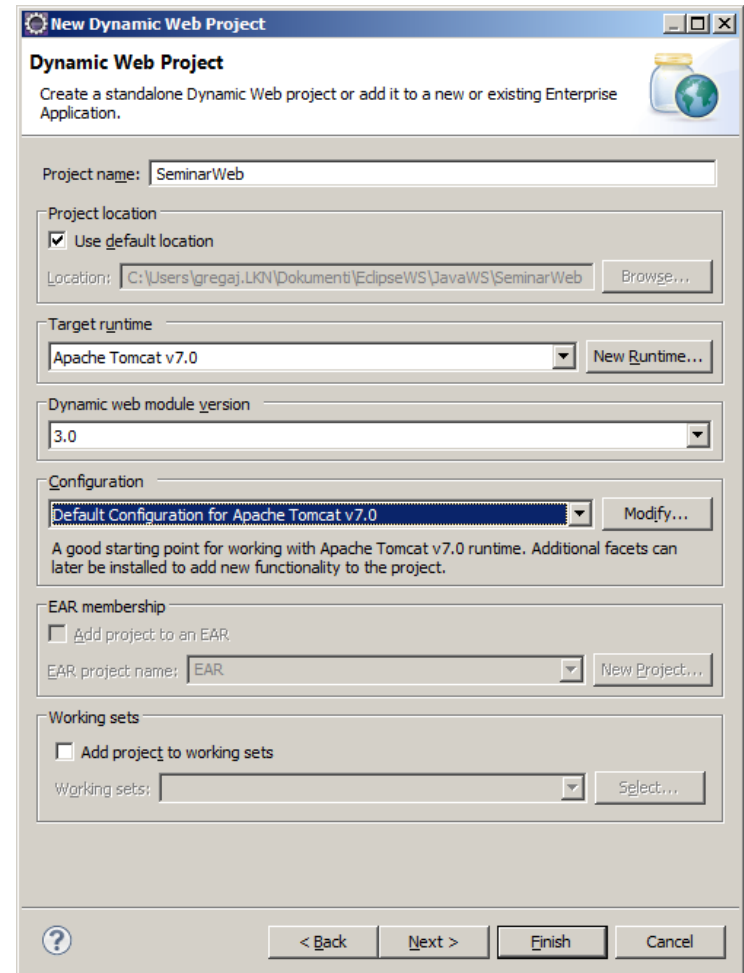 New Dynamic Web Project
Dynamic Web Project
Create a standalone Dynamic Web project or add it to a new or existing Enterprise
Application.
Project name: SeminarWeb
Project location
Use default location
Location: C:\Users\gregaj.LKN\Dokumenti\EclipseWS\JavaWS\SeminarWeb Browse...
Target runtime
Apache Tomcat v7.0 New Runtime...
Dynamic web module version
3.0
Configuration
Default Configuration for Apache Tomcat v7.0 Modify...
A good starting point for working with Apache Tomcat v7.0 runtime. Additional facets can
later be installed to add new functionality to the project.
EAR membership
Add project to an EAR
EAR project name: EAR New Project...
Working sets
Add project to working sets
Working sets: Select...
? < Back Next > Finish Cancel